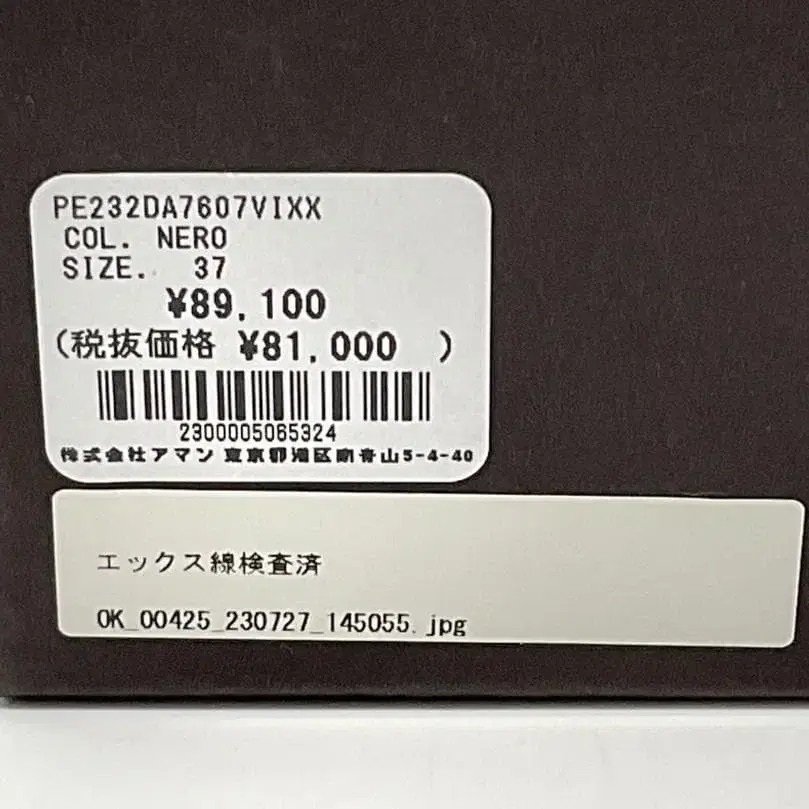 PE232DA7607VIXX
COL. NERO
SIZE. 37
¥89,100
(税抜価格 ¥81,000 )
2300005065324
株式会社アマン 東京都港区南青山5-4-40
エックス線検査済
OK_00425_230727_145055.jpg